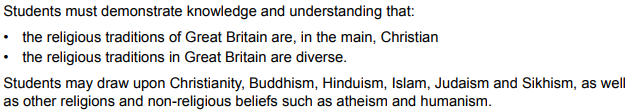 Students must demonstrate knowledge and understanding that:
• the religious traditions of Great Britain are, in the main, Christian
• the religious traditions in Great Britain are diverse.
Students may draw upon Christianity, Buddhism, Hinduism, Islam, Judaism and Sikhism, as well
as other religions and non-religious beliefs such as atheism and humanism.